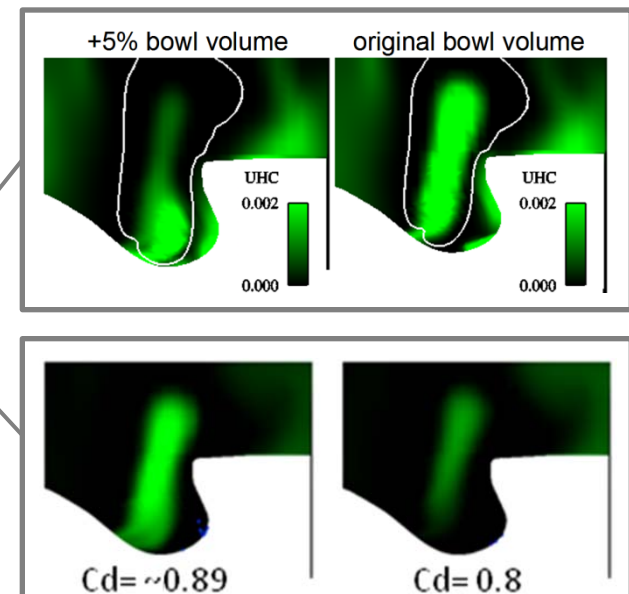 +5% bowl volume original bowl volume
UHC UHC
0.002 0.002
0.000 0.000
Cd= ~0.89 Cd= 0.8